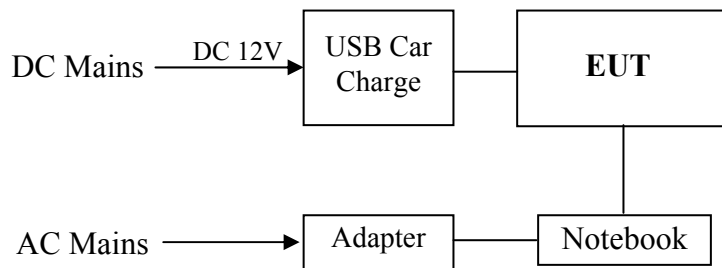 DC Mains
DC 12V
USB Car
Charge
EUT
AC Mains
Adapter
Notebook